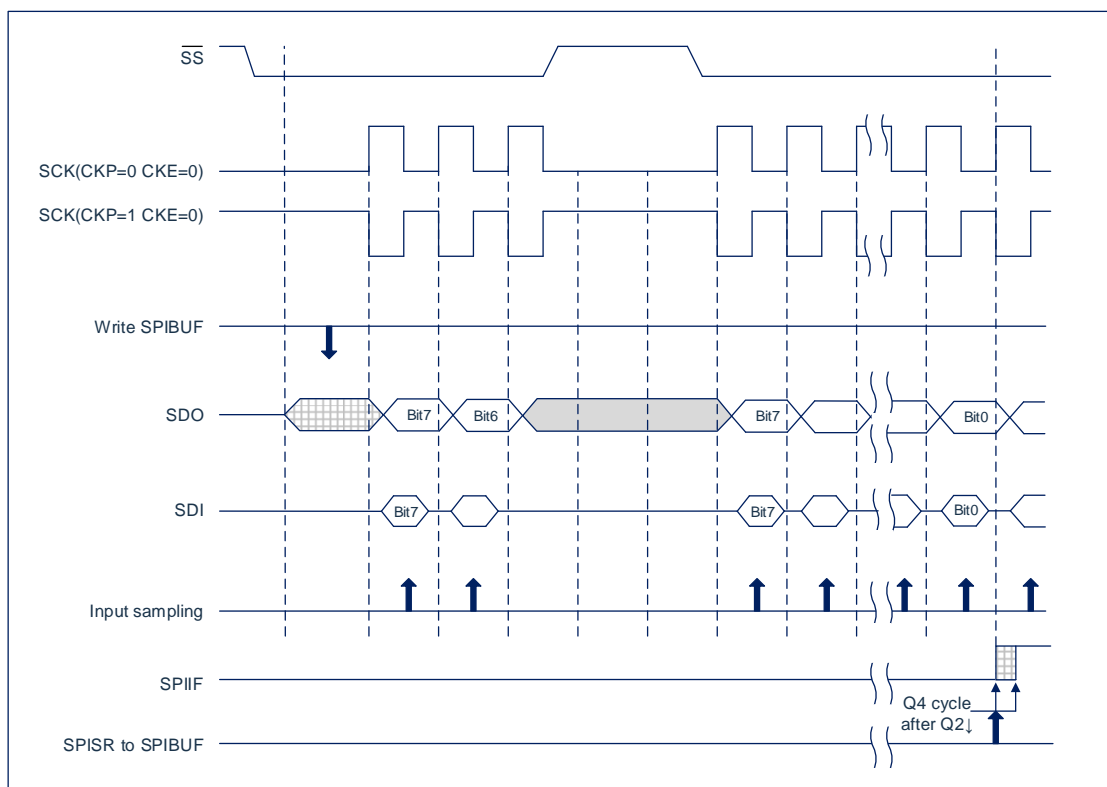 SS
SCK(CKP=0 CKE=0)
SCK(CKP=1 CKE=0)
Write SPIBUF
SDO
Bit7
Bit6
Bit7
Bit0
SDI
Bit7
Bit7
Bit0
Input sampling
SPIIF
Q4 cycle
after Q2↓
SPISR to SPIBUF